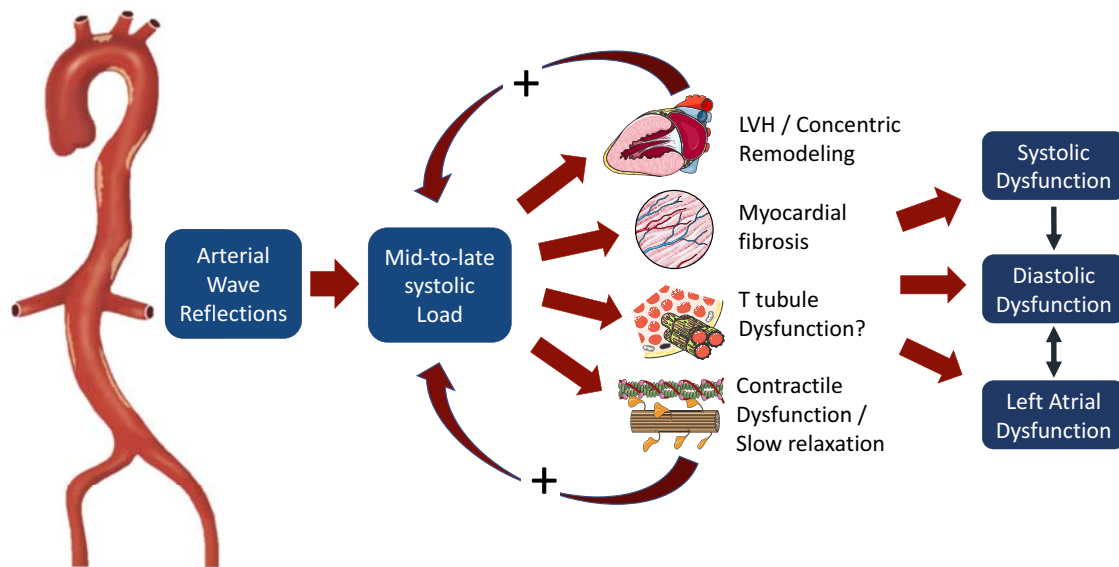 Arterial
Wave
Reflections
Mid-to-late
systolic
Load
+
+
LVH / Concentric
Remodeling
Myocardial
fibrosis
T tubule
Dysfunction?
Contractile
Dysfunction /
Slow relaxation
Systolic
Dysfunction
Diastolic
Dysfunction
Left Atrial
Dysfunction